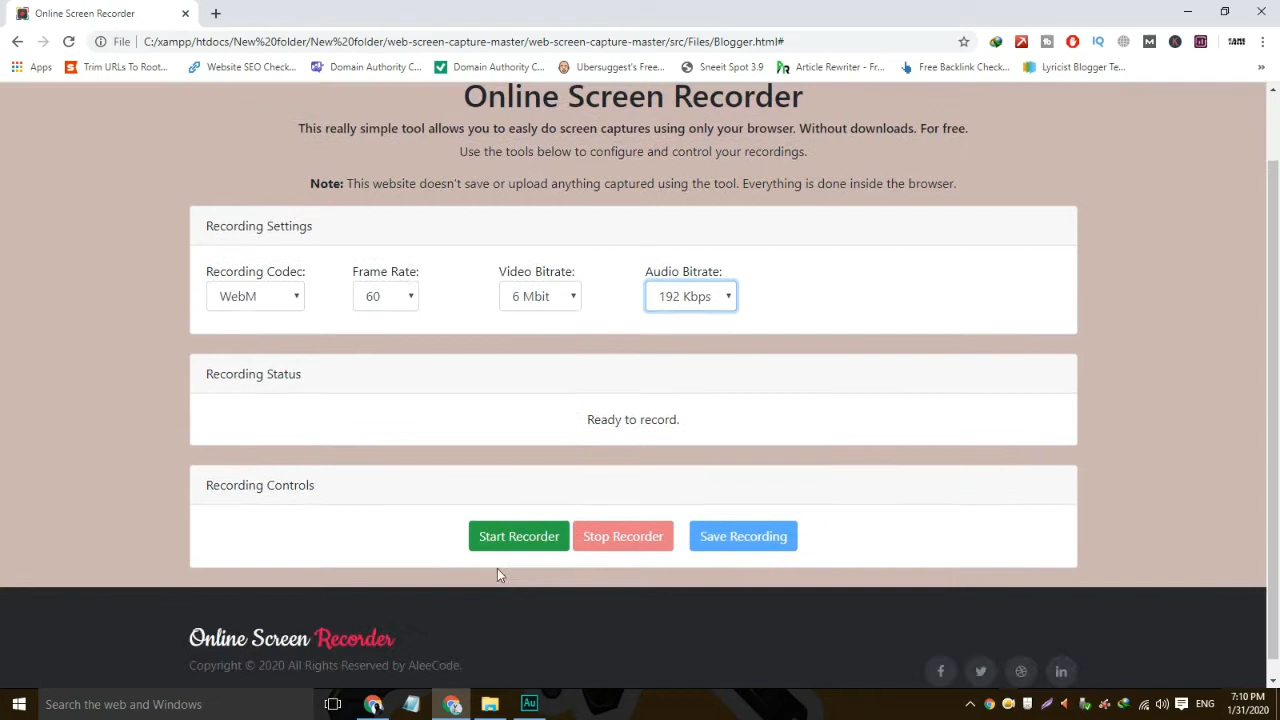 Online Screen Recorder
File C:/xampp/htdocs/New%20folder/New%20folder/web-screen-capture-master/web-screen-capture-master/src/Files/Blogger.html#
Apps Trim URLs To Root... Website SEO Check... Domain Authority C... Domain Authority C... Ubersuggest's Free... Sneeit Spot 3.9 Article Rewriter - Fr... Free Backlink Check... Lyricist Blogger Te... »
Online Screen Recorder
This really simple tool allows you to easly do screen captures using only your browser. Without downloads. For free.
Use the tools below to configure and control your recordings.
Note: This website doesn't save or upload anything captured using the tool. Everything is done inside the browser.
Recording Settings
Recording Codec: Frame Rate: Video Bitrate: Audio Bitrate:
WebM 60 6 Mbit 192 Kbps
Recording Status
Ready to record.
Recording Controls
Start Recorder Stop Recorder Save Recording
Online Screen Recorder
Copyright © 2020 All Rights Reserved by AleeCode.
Search the web and Windows Au ENG 7:10 PM
1/31/2020